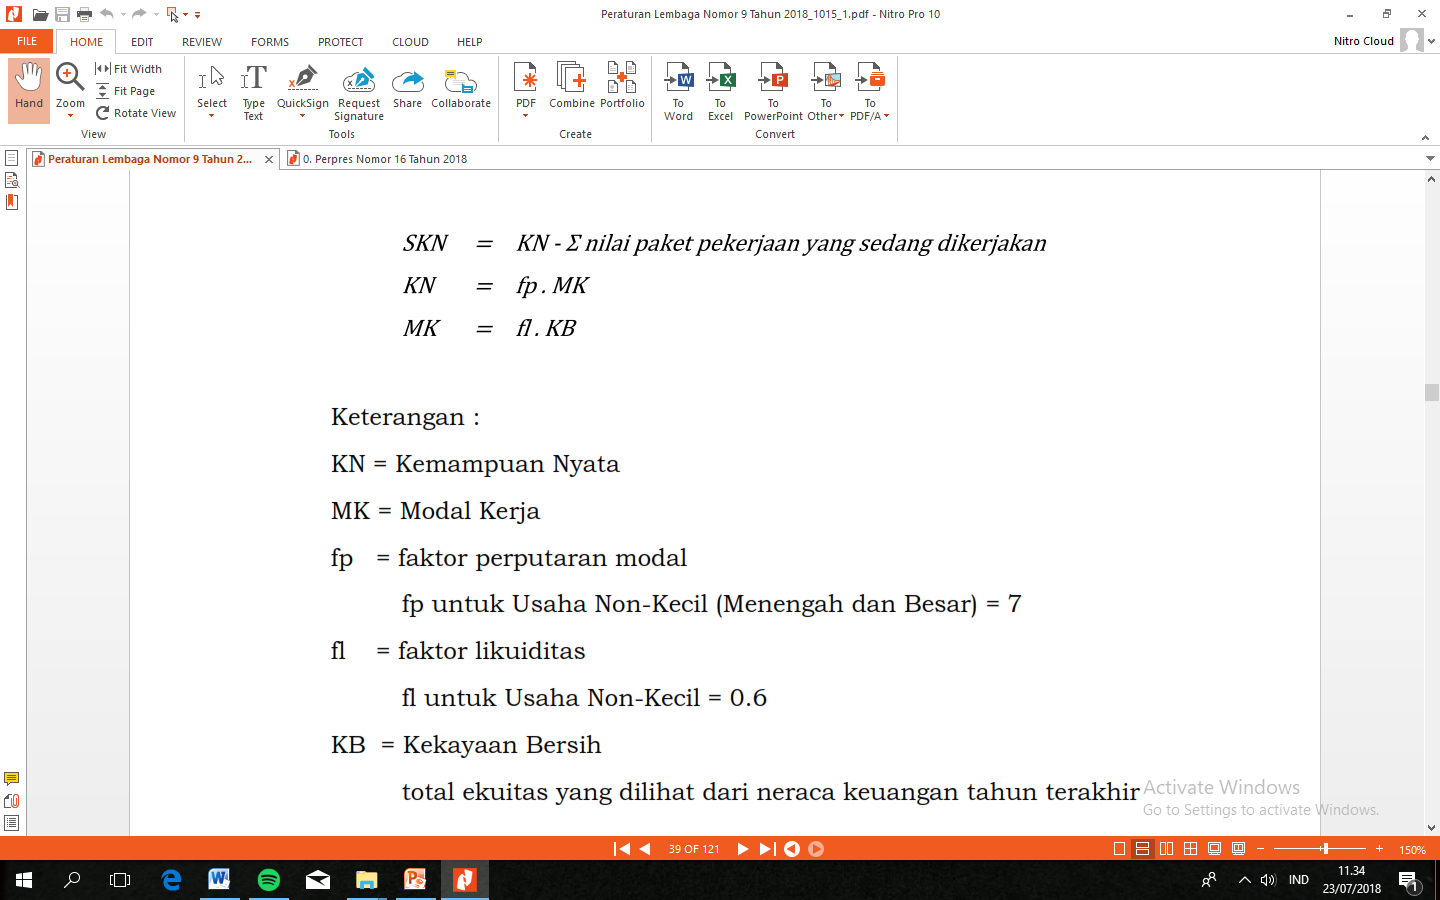 Peraturan Lembaga Nomor 9 Tahun 2018_1015_1.pdf - Nitro Pro 10
FILE HOME EDIT REVIEW FORMS PROTECT CLOUD HELP Nitro Cloud
Hand
Zoom
Fit Width
Fit Page
Rotate View
View
Select
Type Text
QuickSign
Request Signature
Share
Collaborate
Tools
PDF
Combine
Portfolio
Create
To Word
To Excel
To PowerPoint
To Other
To PDF/A
Convert
Peraturan Lembaga Nomor 9 Tahun 2... 0. Perpres Nomor 16 Tahun 2018
SKN = KN - Σ nilai paket pekerjaan yang sedang dikerjakan
KN = fp . MK
MK = fl . KB
Keterangan :
KN = Kemampuan Nyata
MK = Modal Kerja
fp = faktor perputaran modal
fp untuk Usaha Non-Kecil (Menengah dan Besar) = 7
fl = faktor likuiditas
fl untuk Usaha Non-Kecil = 0.6
KB = Kekayaan Bersih
total ekuitas yang dilihat dari neraca keuangan tahun terakhir
Activate Windows
Go to Settings to activate Windows.
39 OF 121 150%
IND
11.34
23/07/2018
1